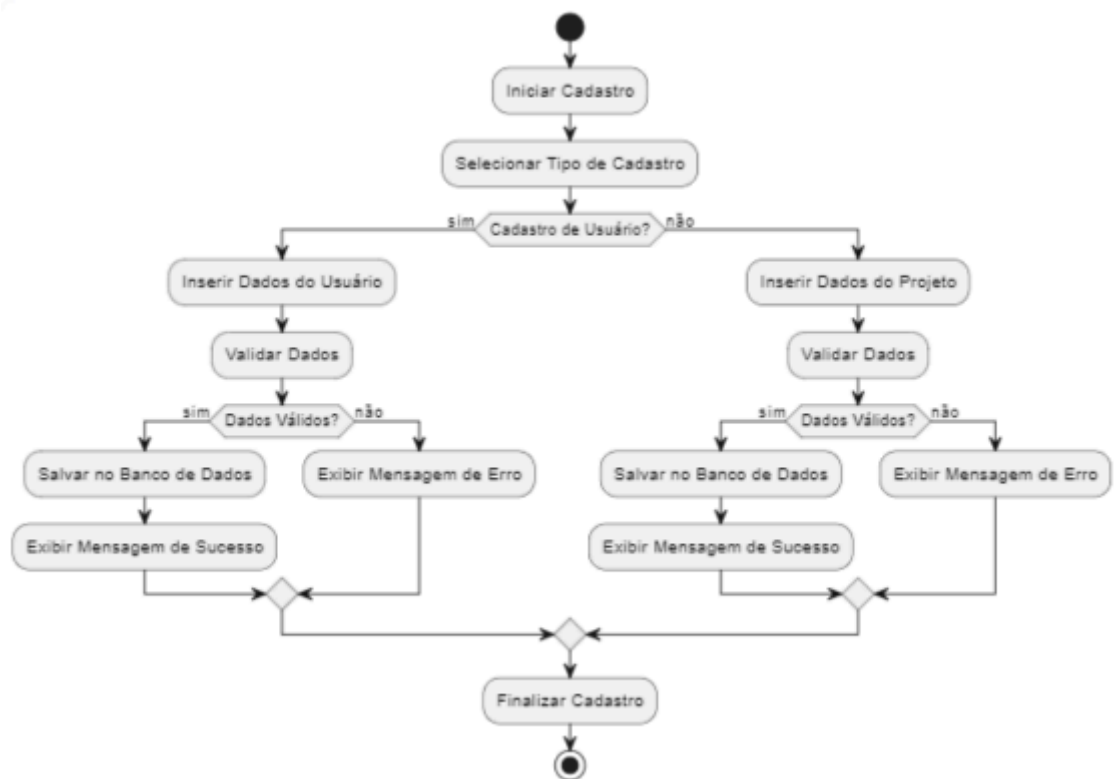 Iniciar Cadastro
Selecionar Tipo de Cadastro
sim
Cadastro de Usuário?
não
Inserir Dados do Usuário
Inserir Dados do Projeto
Validar Dados
Validar Dados
sim
Dados Válidos?
não
sim
Dados Válidos?
não
Salvar no Banco de Dados
Exibir Mensagem de Erro
Salvar no Banco de Dados
Exibir Mensagem de Erro
Exibir Mensagem de Sucesso
Exibir Mensagem de Sucesso
Finalizar Cadastro